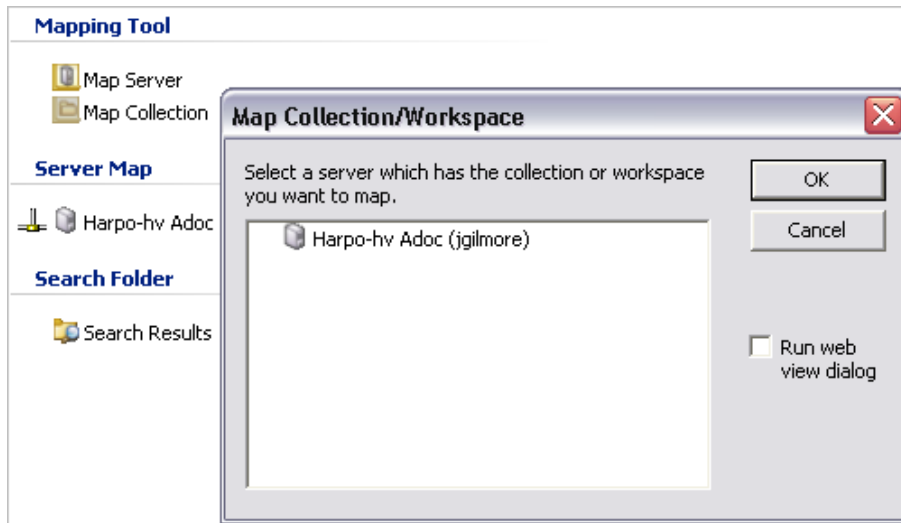 Mapping Tool
Map Server
Map Collection
Server Map
Harpo-hv Adoc
Search Folder
Search Results
Map Collection/Workspace
Select a server which has the collection or workspace
you want to map.
Harpo-hv Adoc (jgilmore)
OK
Cancel
Run web
view dialog